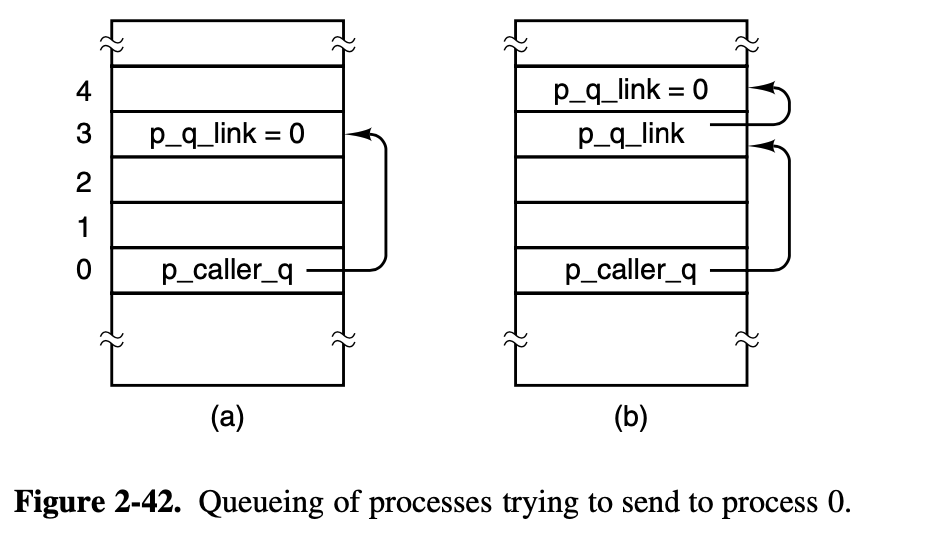 4
p_q_link = 0
3
p_q_link = 0
p_q_link
2
1
0
p_caller_q
p_caller_q
(a)
(b)
Figure 2-42. Queueing of processes trying to send to process 0.